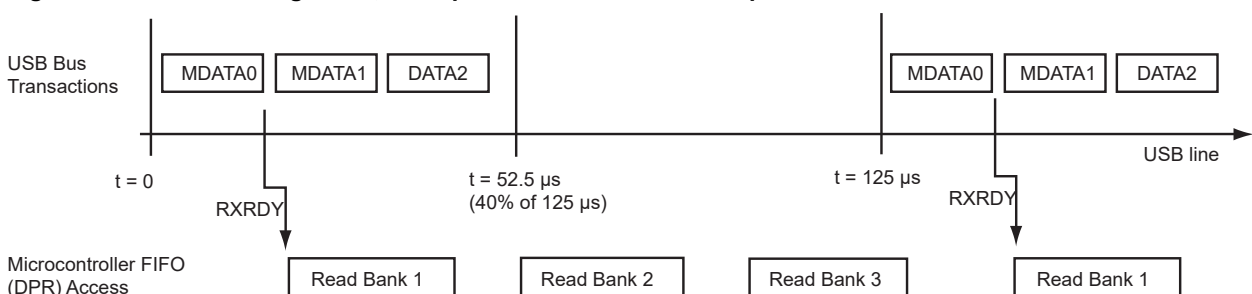 USB Bus
Transactions
MDATA0 MDATA1 DATA2 MDATA0 MDATA1 DATA2
USB line
t = 0
t = 52.5 µs
(40% of 125 µs)
t = 125 µs
RXRDY
RXRDY
Microcontroller FIFO
(DPR) Access
Read Bank 1 Read Bank 2 Read Bank 3 Read Bank 1